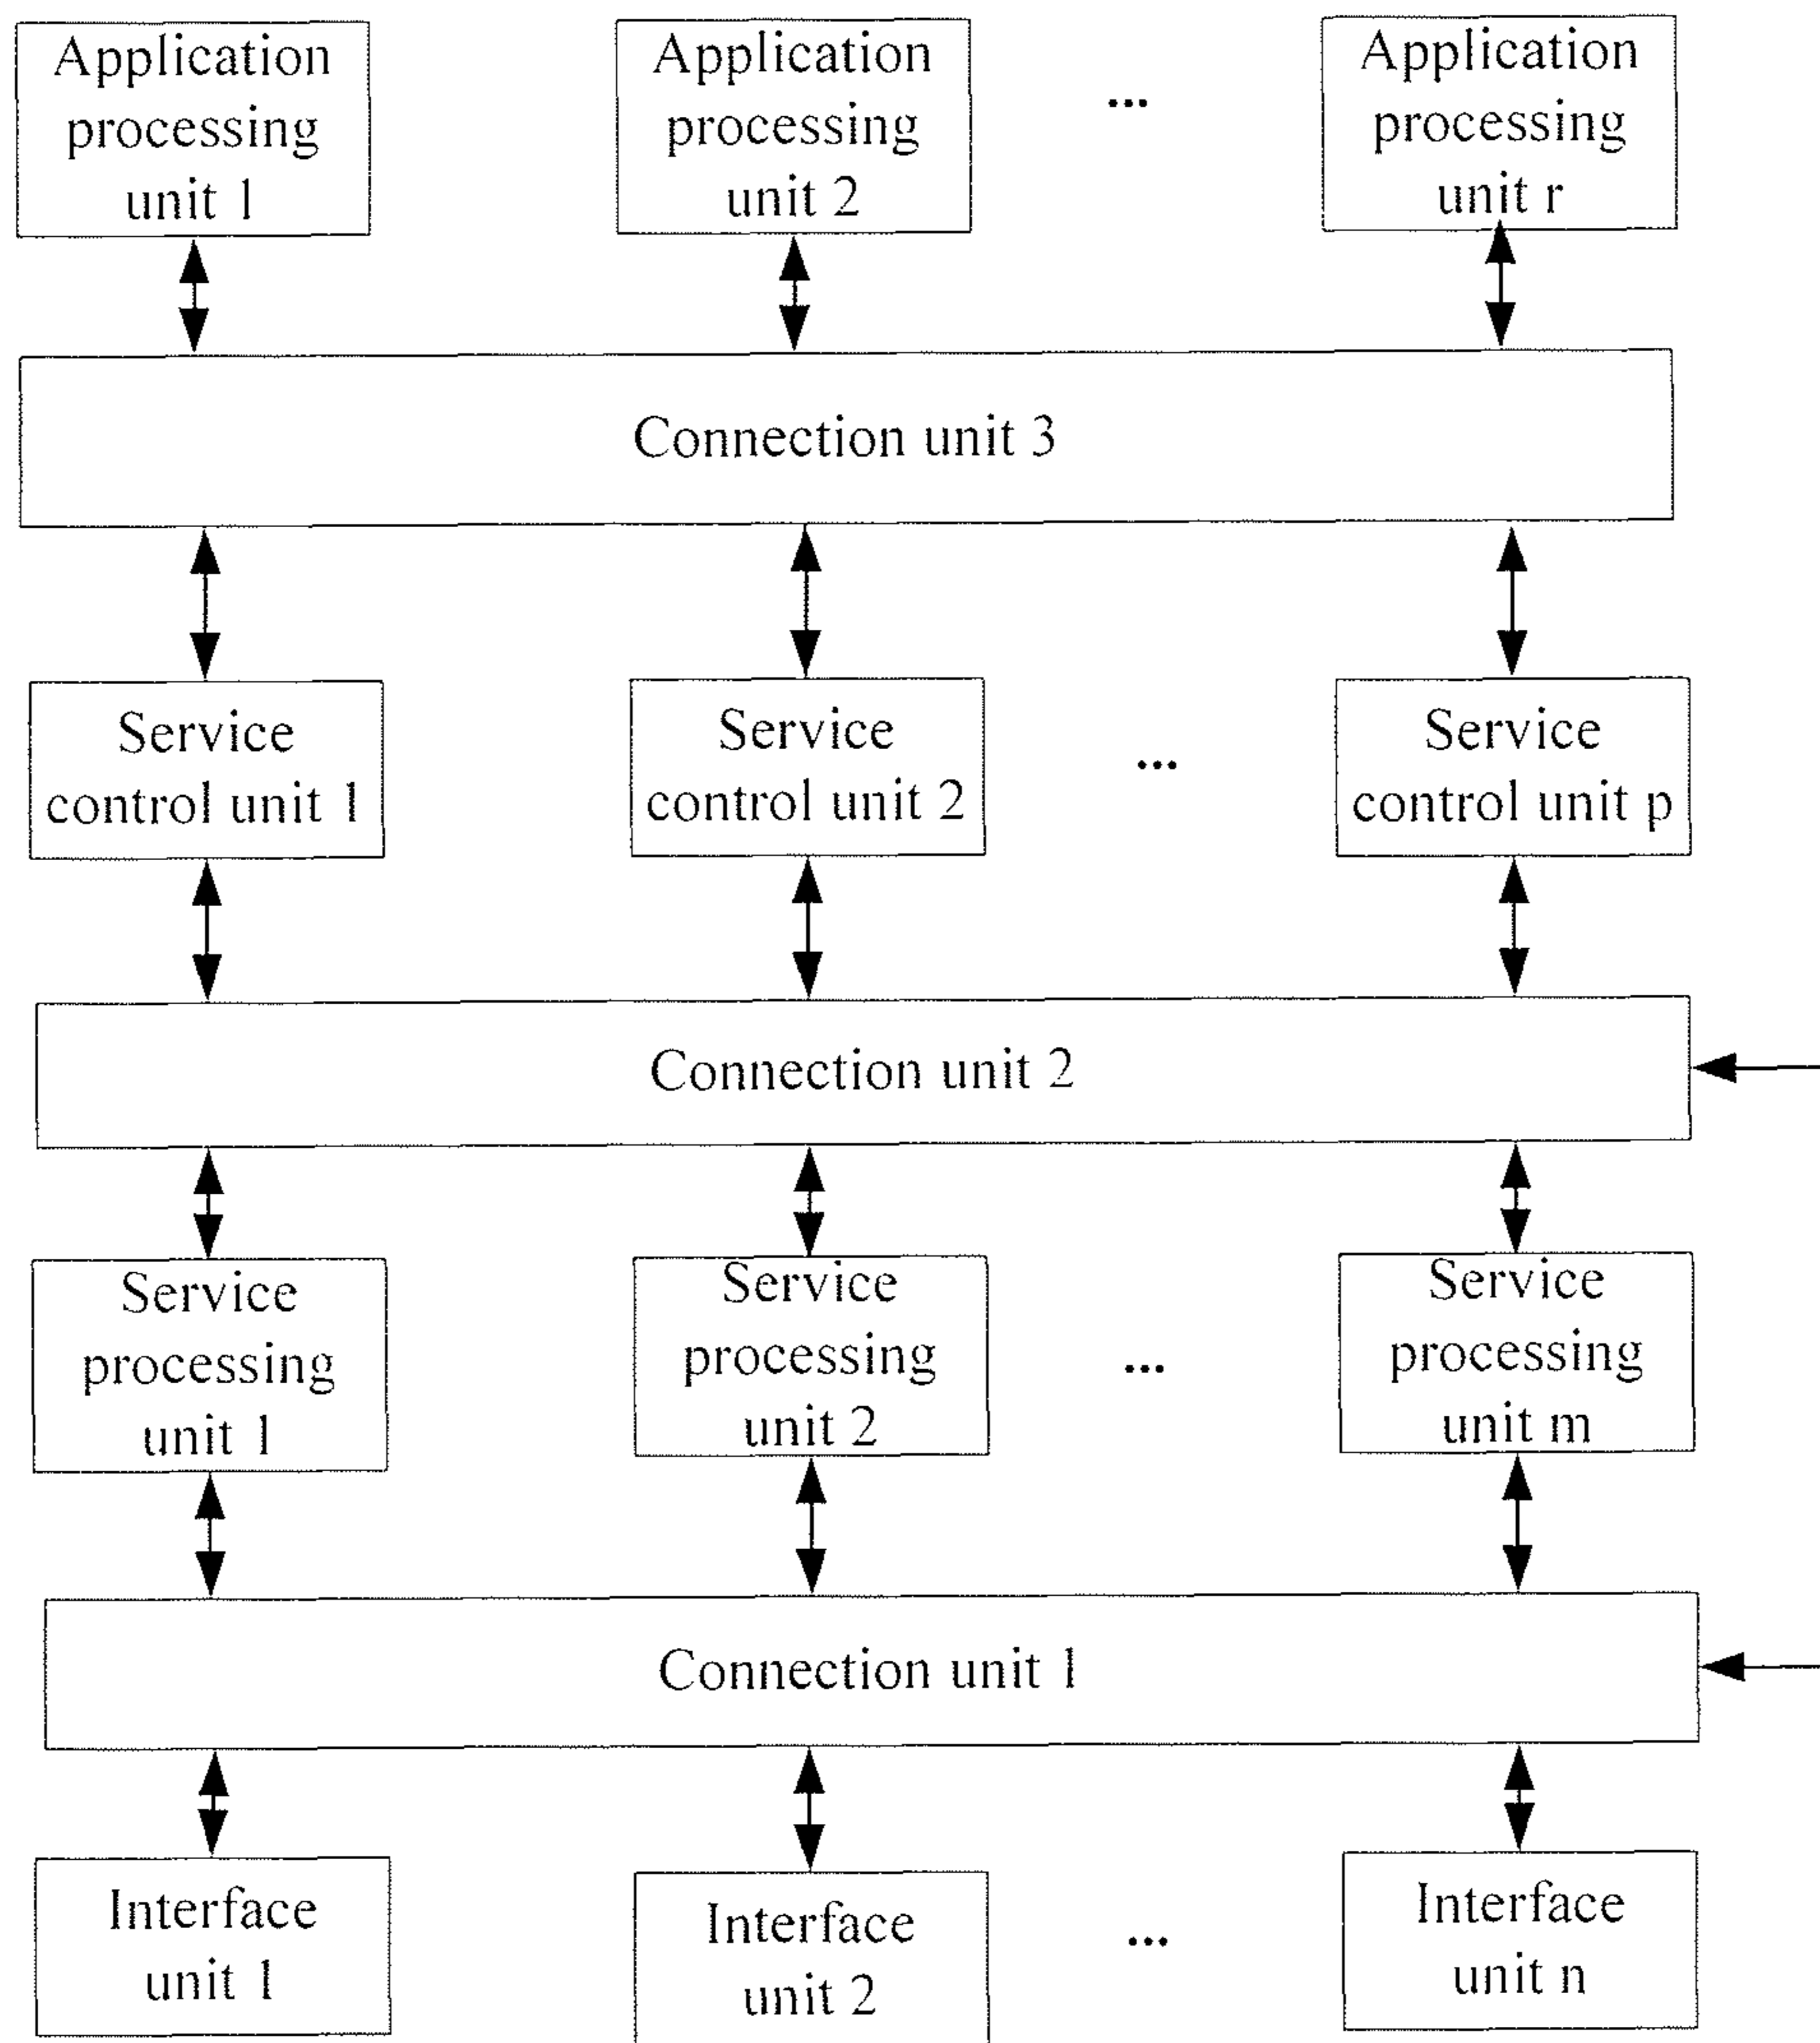 Application
processing
unit 1
Application
processing
unit 2
...
Application
processing
unit r
Connection unit 3
Service
control unit 1
Service
control unit 2
...
Service
control unit p
Connection unit 2
Service
processing
unit 1
Service
processing
unit 2
...
Service
processing
unit m
Connection unit 1
Interface
unit 1
Interface
unit 2
...
Interface
unit n